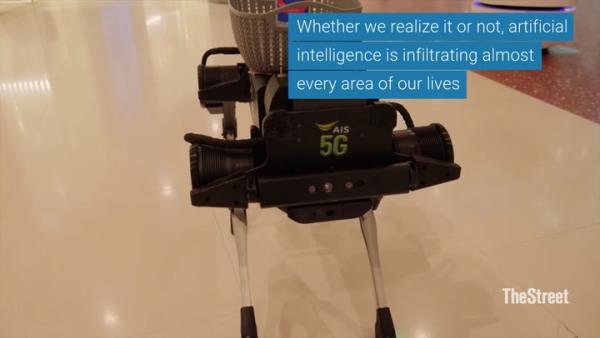 Whether we realize it or not, artificial
intelligence is infiltrating almost
every area of our lives
AIS
5G
TheStreet